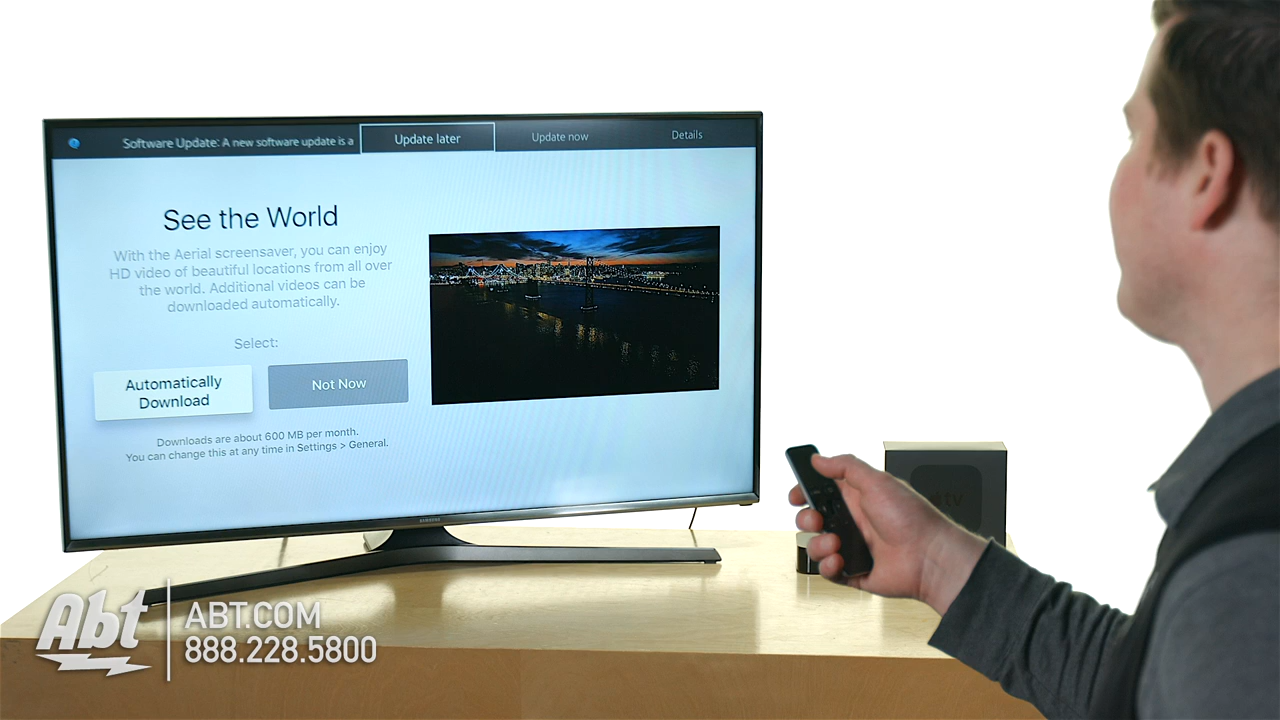 Software Update: A new software update is a
Update later
Update now
Details
See the World
With the Aerial screensaver, you can enjoy
HD video of beautiful locations from all over
the world. Additional videos can be
downloaded automatically.
Select:
Automatically
Download
Not Now
Downloads are about 600 MB per month.
You can change this at any time in Settings > General.
SAMSUNG
tv
Abt
ABT.COM
888.228.5800